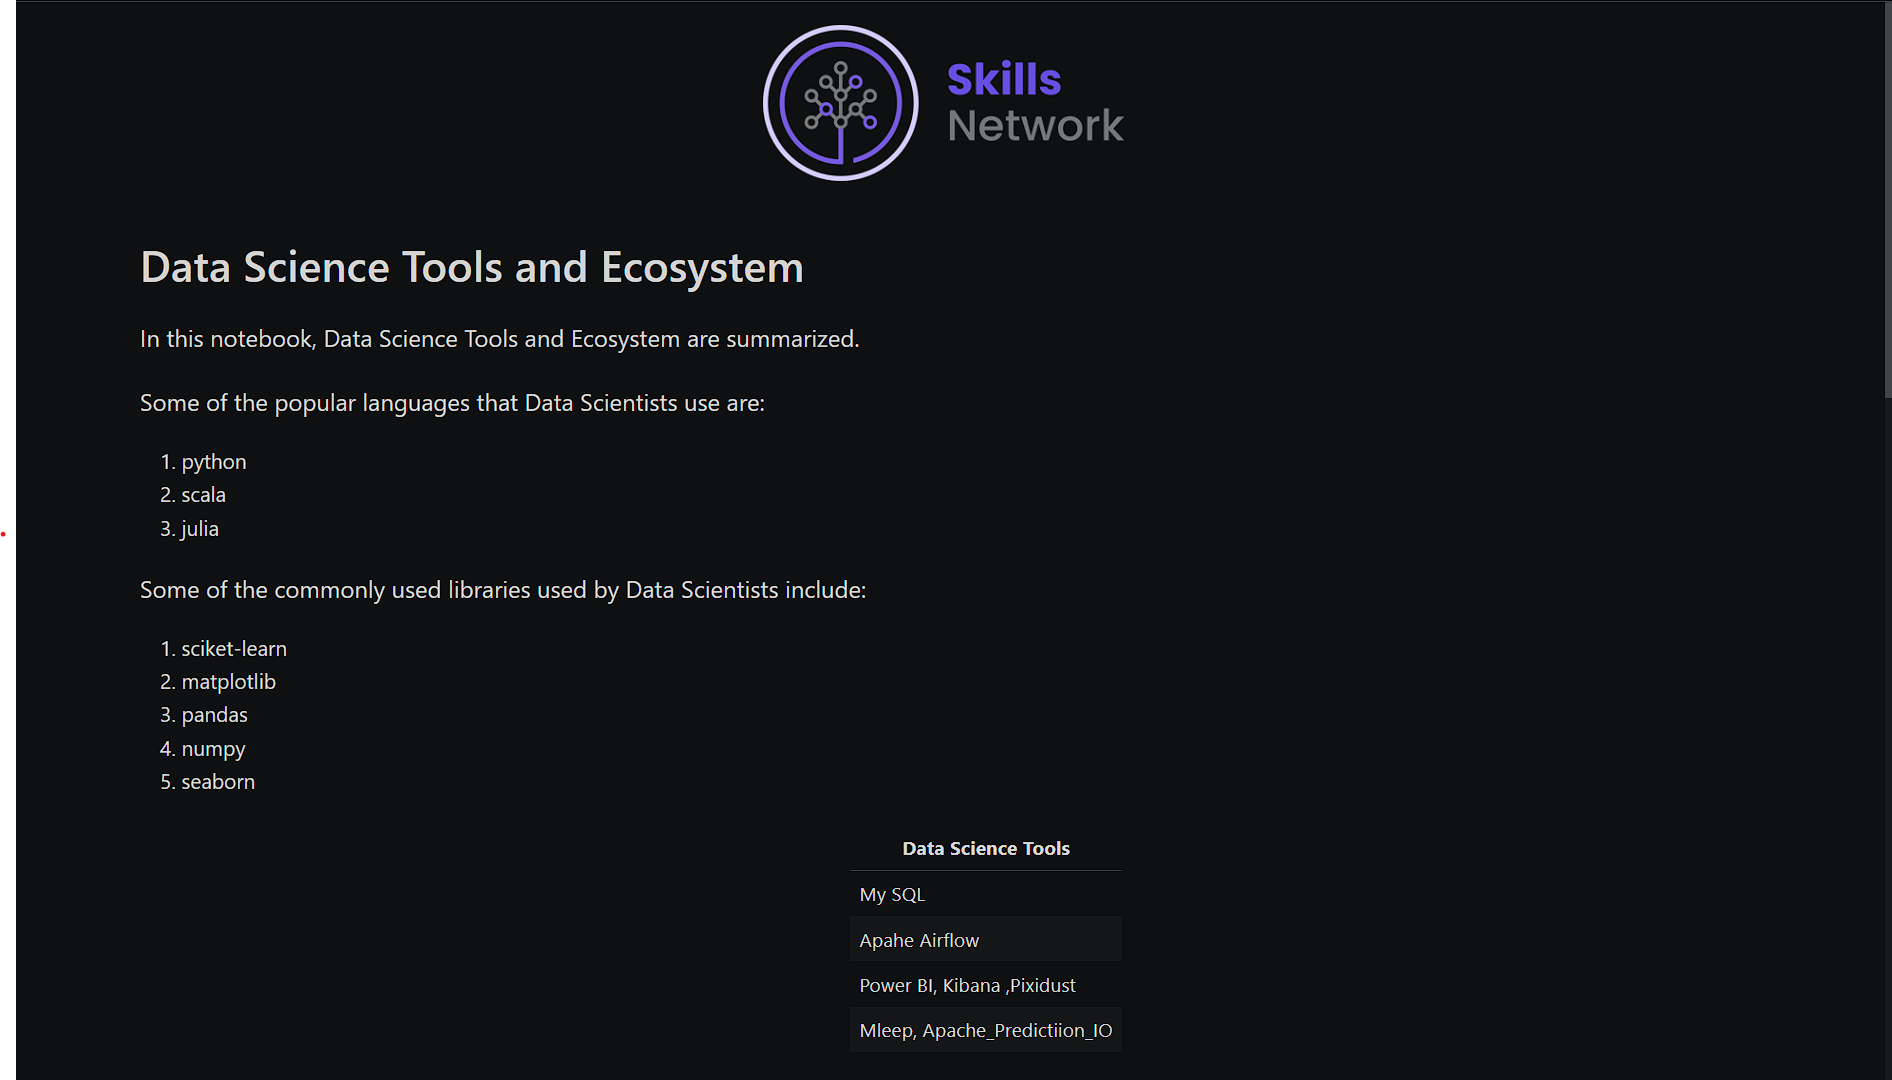 Skills
Network
Data Science Tools and Ecosystem
In this notebook, Data Science Tools and Ecosystem are summarized.
Some of the popular languages that Data Scientists use are:
1. python
2. scala
3. julia
Some of the commonly used libraries used by Data Scientists include:
1. sciket-learn
2. matplotlib
3. pandas
4. numpy
5. seaborn
Data Science Tools
My SQL
Apahe Airflow
Power BI, Kibana ,Pixidust
Mleep, Apache_Predictiion_IO